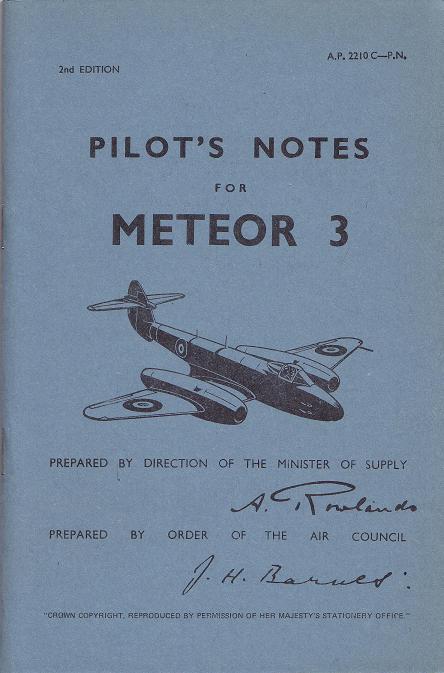 A.P. 2210 C—P.N.
2nd EDITION
PILOT'S NOTES
FOR
METEOR 3
PREPARED BY DIRECTION OF THE MINISTER OF SUPPLY
A. Rowlands
PREPARED BY ORDER OF THE AIR COUNCIL
J. H. Barnes.
"CROWN COPYRIGHT, REPRODUCED BY PERMISSION OF HER MAJESTY'S STATIONERY OFFICE."